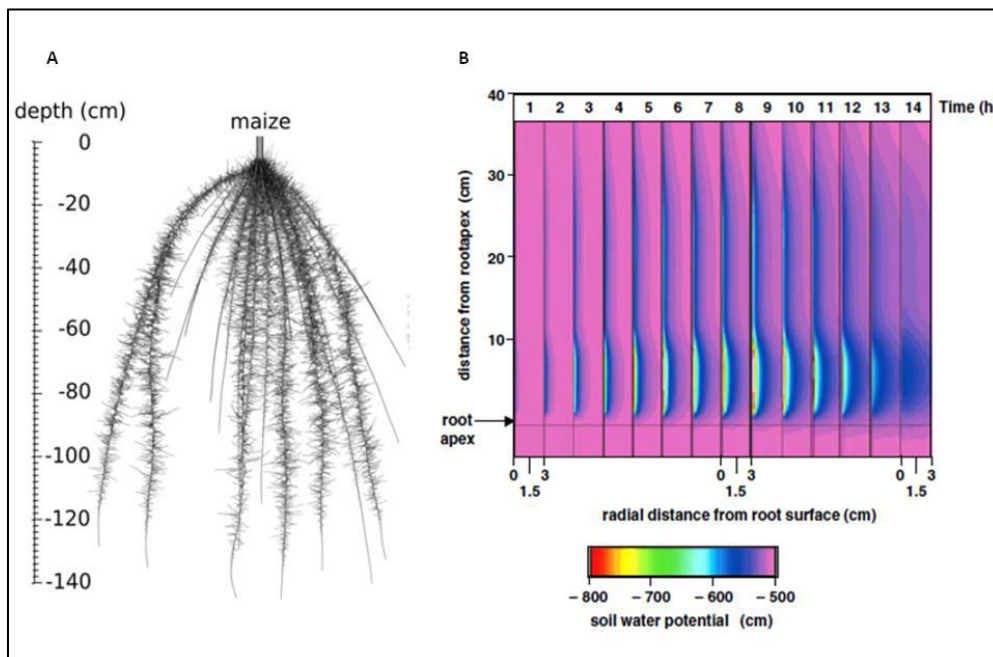 A
depth (cm)
maize
0
-20
-40
-60
-80
-100
-120
-140
B
40
1 2 3 4 5 6 7 8 9 10 11 12 13 14 Time (h
30
20
10
distance from rootapex (cm)
root
apex
0 3 0 3 0 3
1.5 1.5 1.5
radial distance from root surface (cm)
– 800 – 700 – 600 – 500
soil water potential (cm)